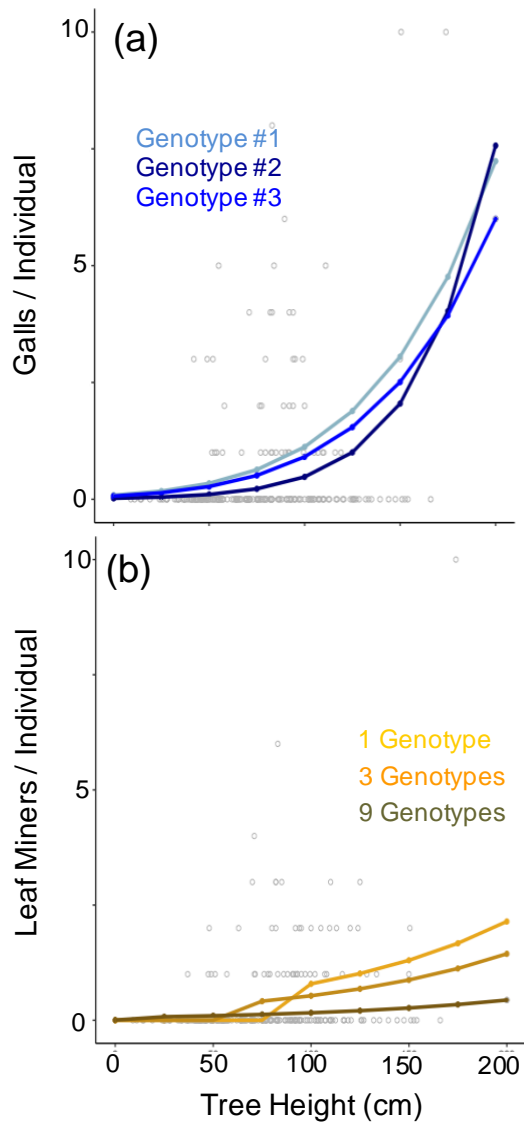 (a)
10
5
0
Galls / Individual
Genotype #1
Genotype #2
Genotype #3
(b)
10
5
0
Leaf Miners / Individual
1 Genotype
3 Genotypes
9 Genotypes
0 50 100 150 200
Tree Height (cm)